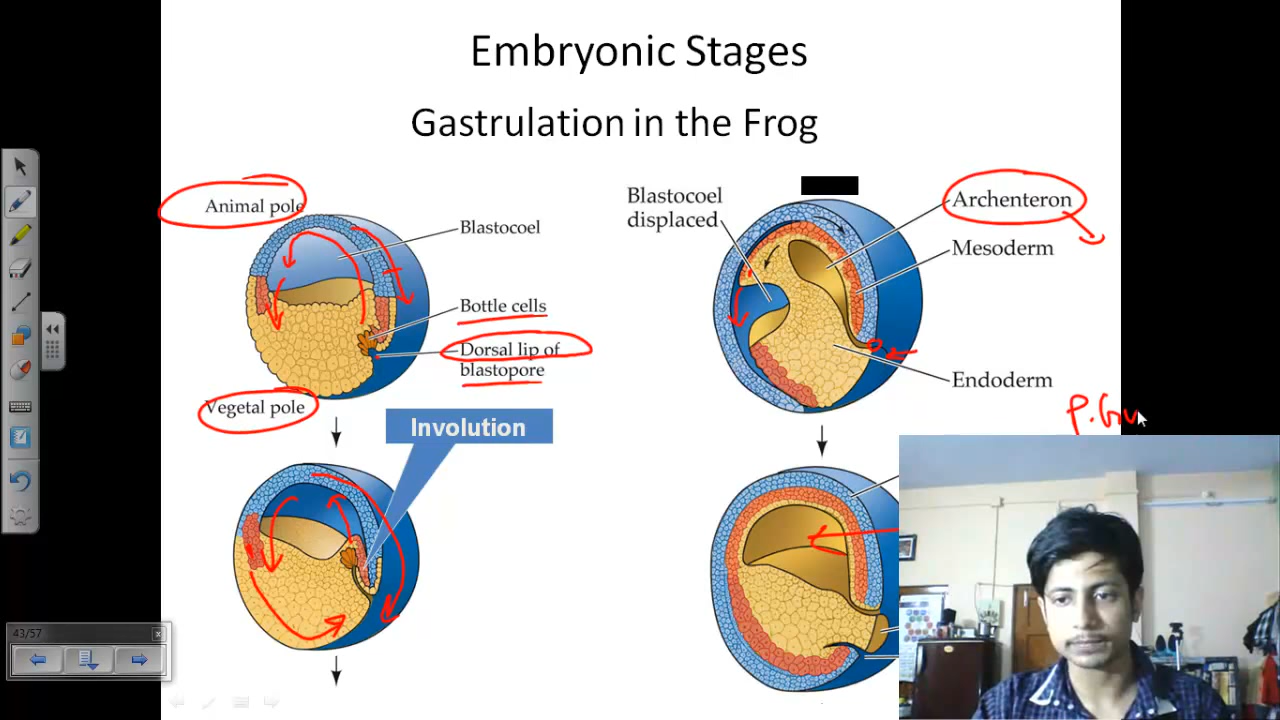 Embryonic Stages
Gastrulation in the Frog
Animal pole
Blastocoel
Bottle cells
Dorsal lip of
blastopore
Vegetal pole
Involution
Blastocoel
displaced
Archenteron
Mesoderm
Endoderm
P.Gu
43/57
x